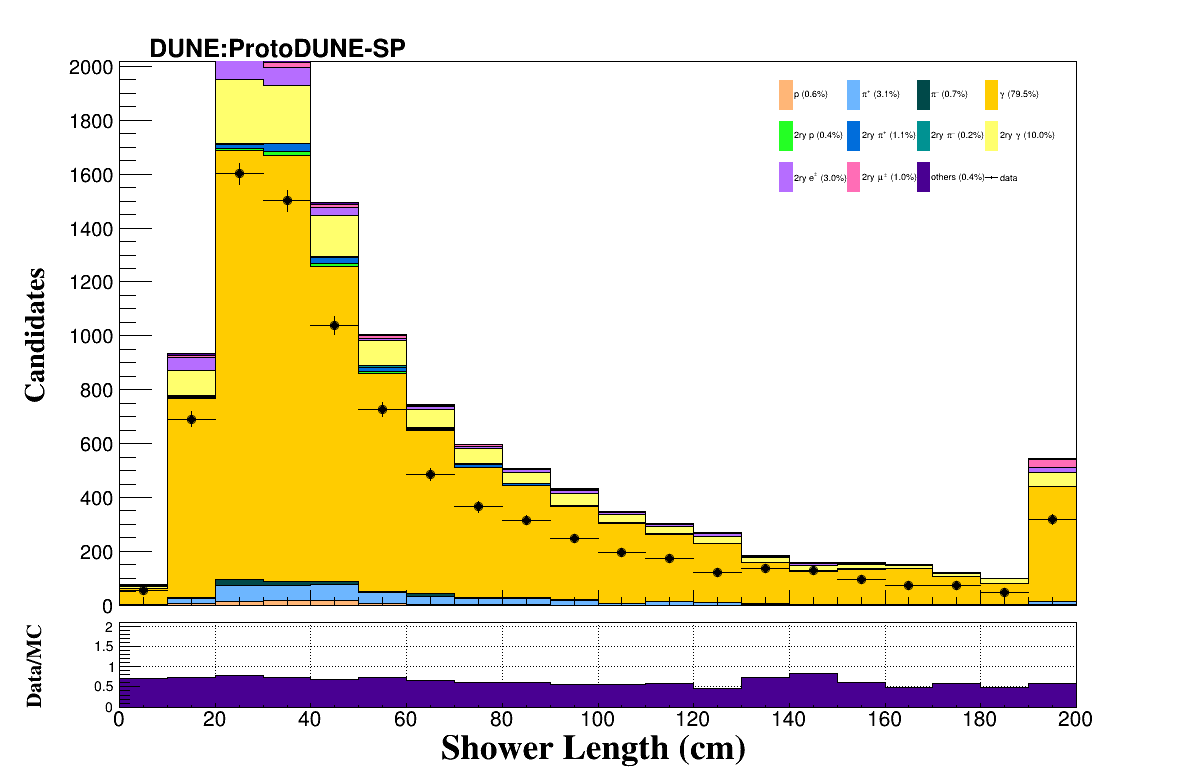 DUNE:ProtoDUNE-SP
2000
1800
1600
1400
1200
1000
800
600
400
200
0
Candidates
p (0.6%) π⁺ (3.1%) π⁻ (0.7%) γ (79.5%)
2ry p (0.4%) 2ry π⁺ (1.1%) 2ry π⁻ (0.2%) 2ry γ (10.0%)
2ry e± (3.0%) 2ry μ± (1.0%) others (0.4%) data
2
1.5
1
0.5
0
Data/MC
0 20 40 60 80 100 120 140 160 180 200
Shower Length (cm)